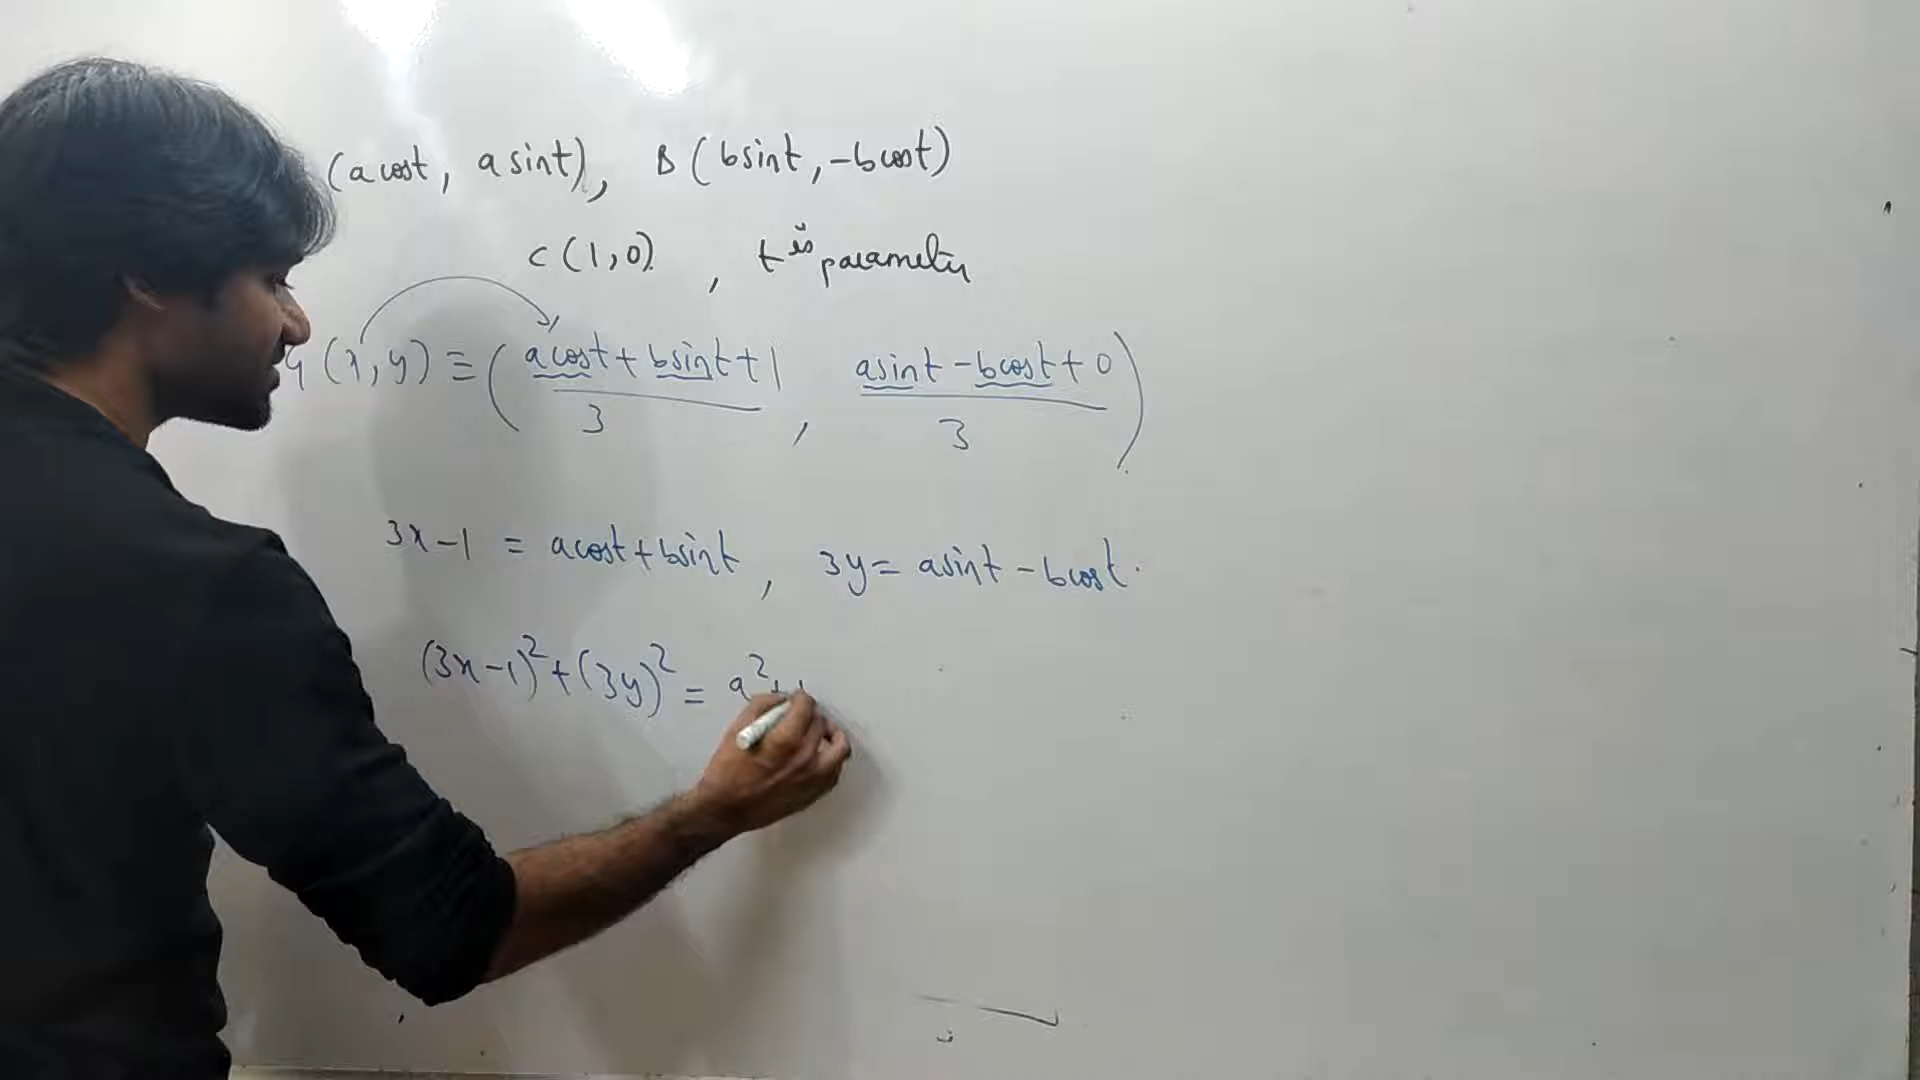 (a cost, a sint), B (bsint, -bcost)
C (1,0), t is parameter
G (x,y) ≡ ( acost + bsint + 1 / 3 , asint - bcost + 0 / 3 )
3x-1 = acost + bsint, 3y = asint - bcost.
(3x-1)² + (3y)² = a² +